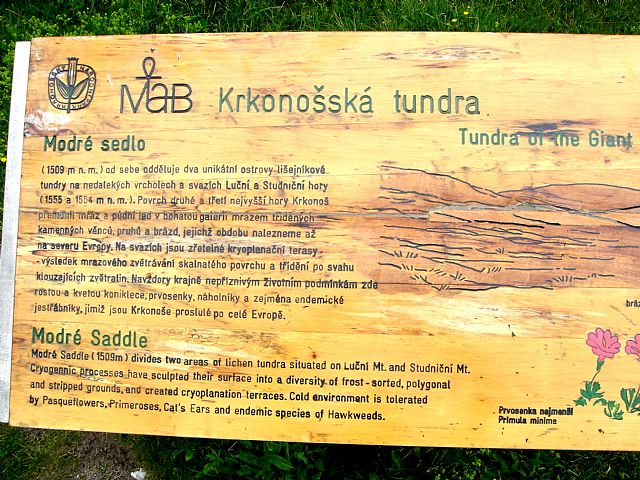 MaB
Krkonošská tundra
Tundra of the Giant
Modré sedlo
(1509 m n. m.) od sebe odděluje dva unikátní ostrovy lišejníkové
tundry na nedalekých vrcholech a svazích Luční a Studniční hory
(1555 a 1554 m n. m.). Povrch druhé a třetí nejvyšší hory Krkonoš
přeměnil mráz a půdní led v bohatou galerii mrazem tříděných
kamenných věnců, pruhů a brázd, jejichž obdobu nalezneme až
na severu Evropy. Na svazích jsou zřetelné kryoplanační terasy-
výsledek mrazového zvětrávání skalnatého povrchu a třídění po svahu
klouzajících zvětralin. Navzdory krajně nepříznivým životním podmínkám zde
rostou a kvetou koniklece, prvosenky, náholníky a zejména endemické
jestřábníky, jimiž jsou Krkonoše proslulé po celé Evropě.
Modré Saddle
Modré Saddle (1509m) divides two areas of lichen tundra situated on Luční Mt. and Studniční Mt.
Cryogennic processes have sculpted their surface into a diversity of frost-sorted, polygonal
and stripped grounds, and created cryoplanation terraces. Cold environment is tolerated
by Pasqueflowers, Primeroses, Cat's Ears and endemic species of Hawkweeds.
Prvosenka nejmenší
Primula minima